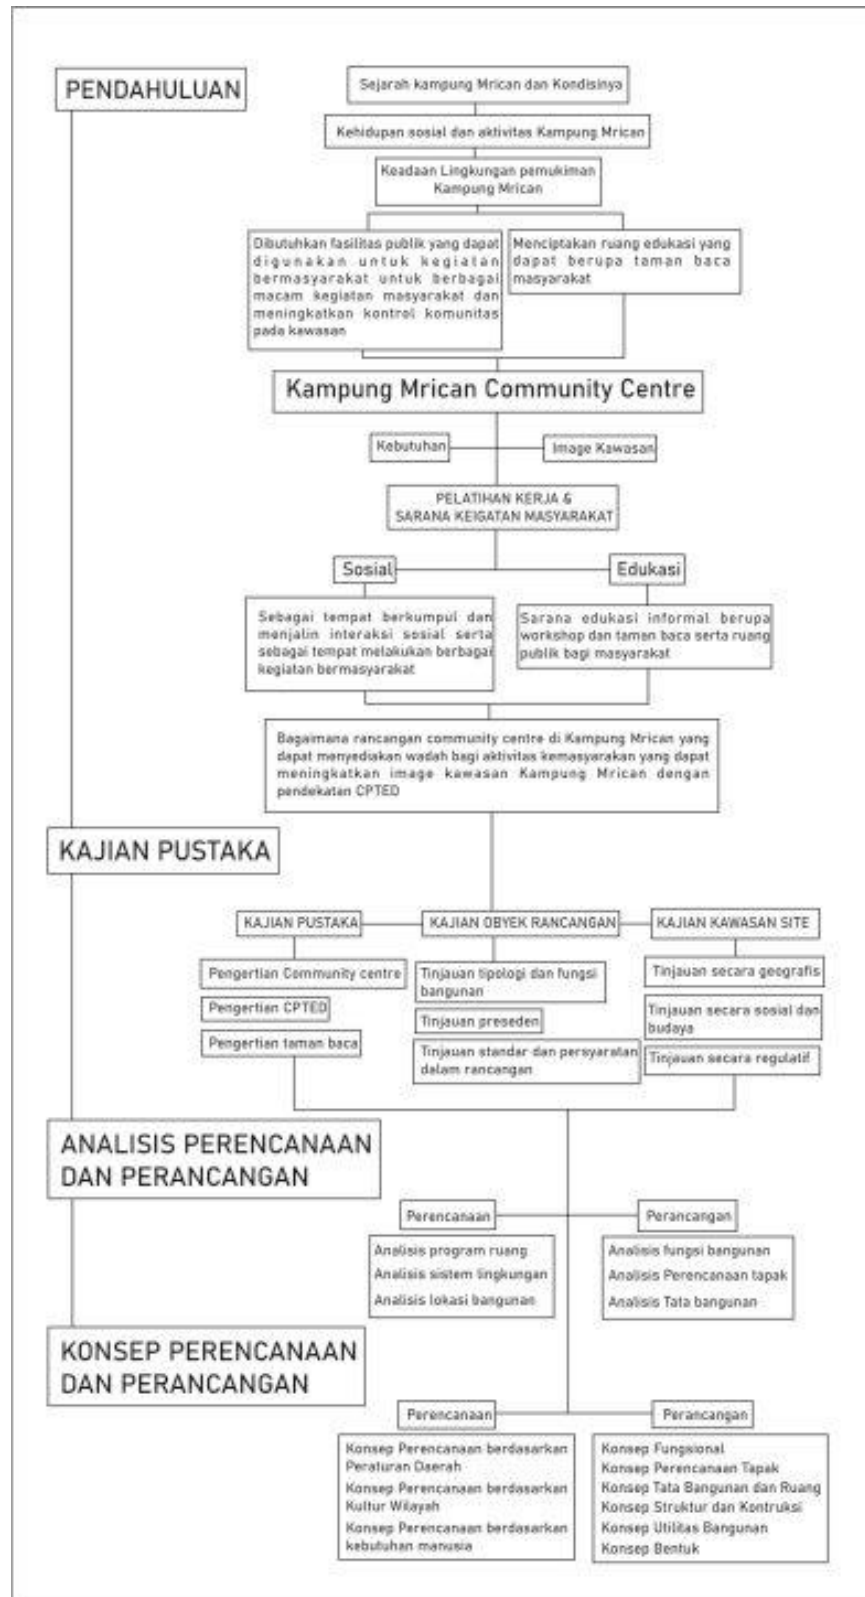 PENDAHULUAN
Sejarah kampung Mrican dan Kondisinya
Kehidupan sosial dan aktivitas Kampung Mrican
Keadaan Lingkungan pemukiman
Kampung Mrican
Dibutuhkan fasilitas publik yang dapat
digunakan untuk kegiatan
bermasyarakat untuk berbagai
macam kegiatan masyarakat dan
meningkatkan kontrol komunitas
pada kawasan
Menciptakan ruang edukasi yang
dapat berupa taman baca
masyarakat
Kampung Mrican Community Centre
Kebutuhan
Image Kawasan
PELATIHAN KERJA &
SARANA KEIGATAN MASYARAKAT
Sosial
Edukasi
Sebagai tempat berkumpul dan
menjalin interaksi sosial serta
sebagai tempat melakukan berbagai
kegiatan bermasyarakat
Sarana edukasi informal berupa
workshop dan taman baca serta ruang
publik bagi masyarakat
Bagaimana rancangan community centre di Kampung Mrican yang
dapat menyediakan wadah bagi aktivitas kemasyarakan yang dapat
meningkatkan image kawasan Kampung Mrican dengan
pendekatan CPTED
KAJIAN PUSTAKA
KAJIAN PUSTAKA
KAJIAN OBYEK RANCANGAN
KAJIAN KAWASAN SITE
Pengertian Community centre
Pengertian CPTED
Pengertian taman baca
Tinjauan tipologi dan fungsi
bangunan
Tinjauan preseden
Tinjauan standar dan persyaratan
dalam rancangan
Tinjauan secara geografis
Tinjauan secara sosial dan
budaya
Tinjauan secara regulatif
ANALISIS PERENCANAAN
DAN PERANCANGAN
Perencanaan
Perancangan
Analisis program ruang
Analisis sistem lingkungan
Analisis lokasi bangunan
Analisis fungsi bangunan
Analisis Perencanaan tapak
Analisis Tata bangunan
KONSEP PERENCANAAN
DAN PERANCANGAN
Perencanaan
Perancangan
Konsep Perencanaan berdasarkan
Peraturan Daerah
Konsep Perencanaan berdasarkan
Kultur Wilayah
Konsep Perencanaan berdasarkan
kebutuhan manusia
Konsep Fungsional
Konsep Perencanaan Tapak
Konsep Tata Bangunan dan Ruang
Konsep Struktur dan Kontruksi
Konsep Utilitas Bangunan
Konsep Bentuk